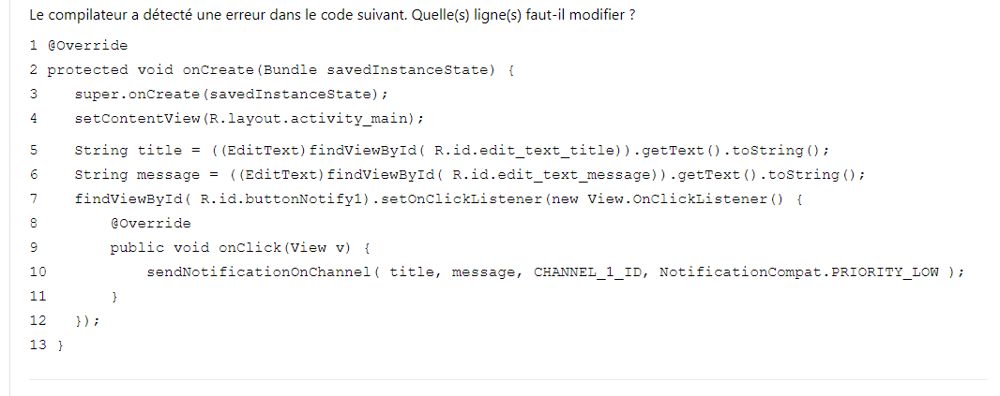 Le compilateur a détecté une erreur dans le code suivant. Quelle(s) ligne(s) faut-il modifier ?
1 @Override
2 protected void onCreate(Bundle savedInstanceState) {
3    super.onCreate(savedInstanceState);
4    setContentView(R.layout.activity_main);
5    String title = ((EditText)findViewById( R.id.edit_text_title)).getText().toString();
6    String message = ((EditText)findViewById( R.id.edit_text_message)).getText().toString();
7    findViewById( R.id.buttonNotify1).setOnClickListener(new View.OnClickListener() {
8        @Override
9        public void onClick(View v) {
10           sendNotificationOnChannel( title, message, CHANNEL_1_ID, NotificationCompat.PRIORITY_LOW );
11       }
12   });
13 }